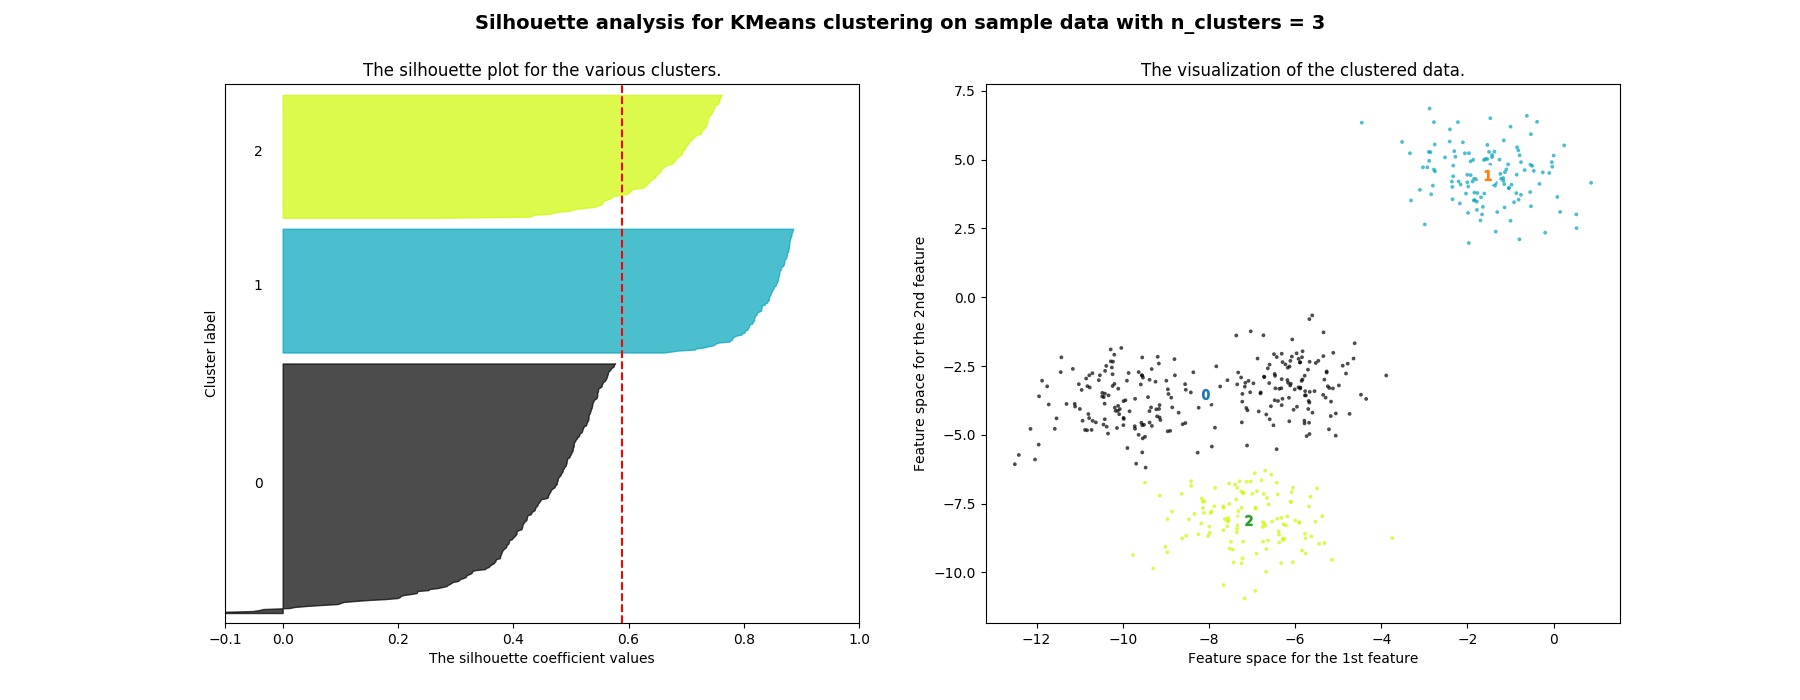 Silhouette analysis for KMeans clustering on sample data with n_clusters = 3
The silhouette plot for the various clusters.
2
1
0
Cluster label
−0.1 0.0 0.2 0.4 0.6 0.8 1.0
The silhouette coefficient values
The visualization of the clustered data.
7.5
5.0
2.5
0.0
−2.5
−5.0
−7.5
−10.0
Feature space for the 2nd feature
1
0
2
−12 −10 −8 −6 −4 −2 0
Feature space for the 1st feature